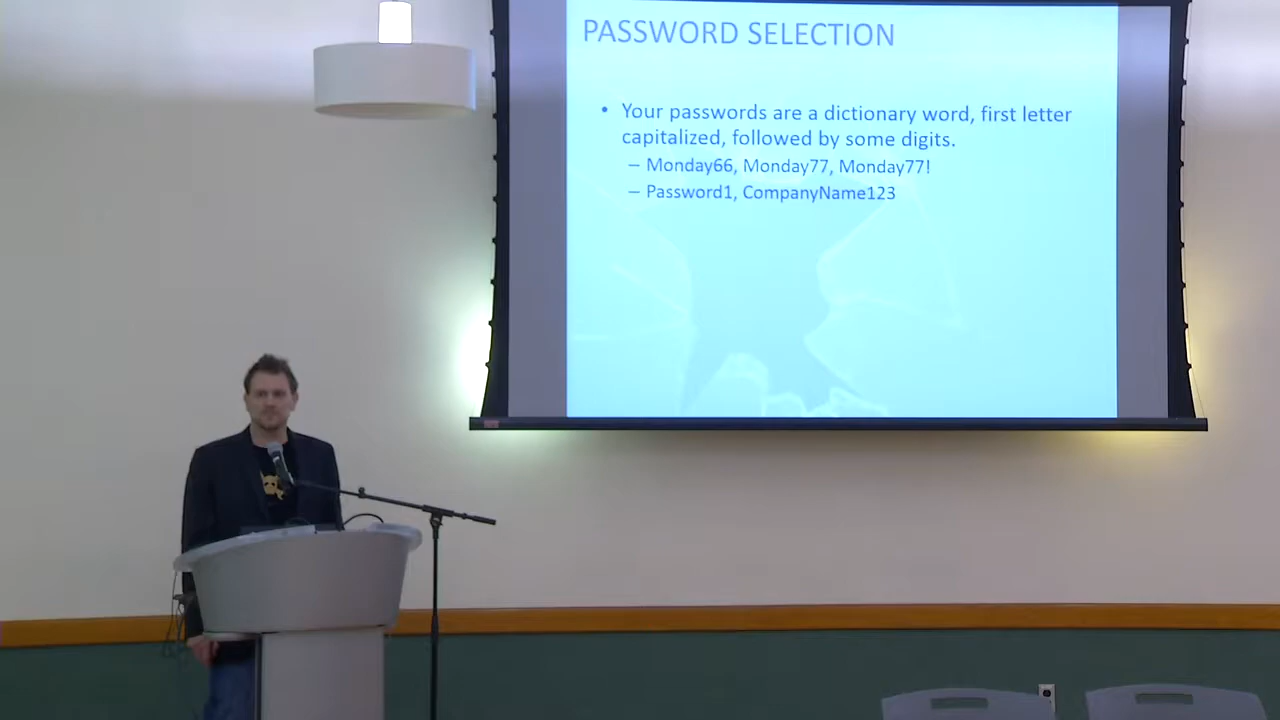 PASSWORD SELECTION
• Your passwords are a dictionary word, first letter
capitalized, followed by some digits.
– Monday66, Monday77, Monday77!
– Password1, CompanyName123